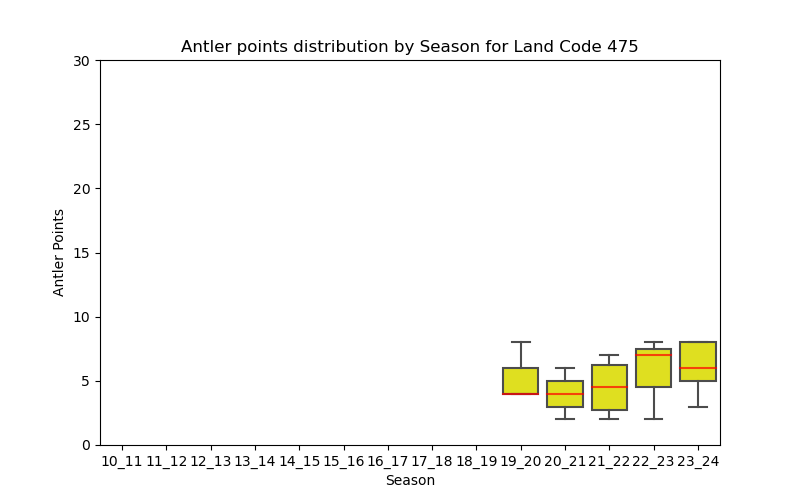 Antler points distribution by Season for Land Code 475
30
25
20
15
10
5
0
Antler Points
10_11 11_12 12_13 13_14 14_15 15_16 16_17 17_18 18_19 19_20 20_21 21_22 22_23 23_24
Season